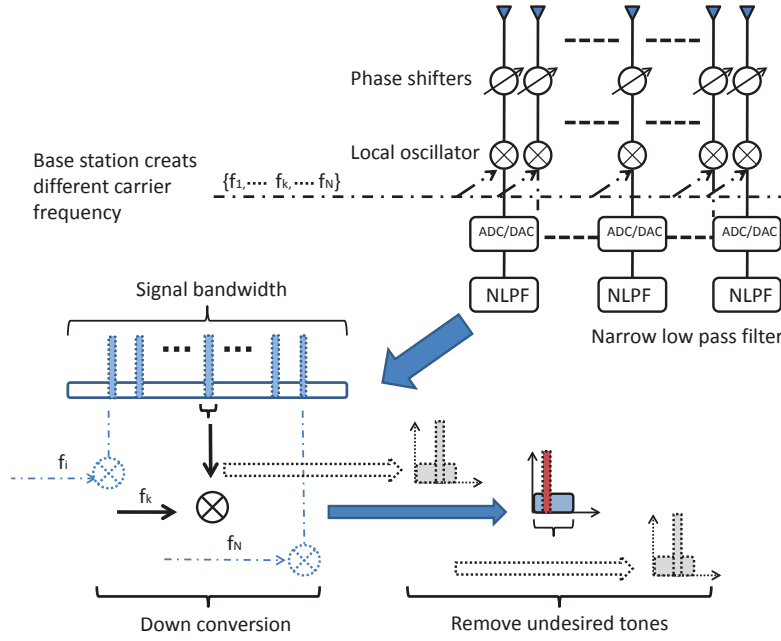 Phase shifters
Local oscillator
Base station creats
different carrier
frequency
{f1,···· fk,···· fN}
ADC/DAC
ADC/DAC
ADC/DAC
NLPF
NLPF
NLPF
Narrow low pass filter
Signal bandwidth
fi
fk
fN
Down conversion
Remove undesired tones